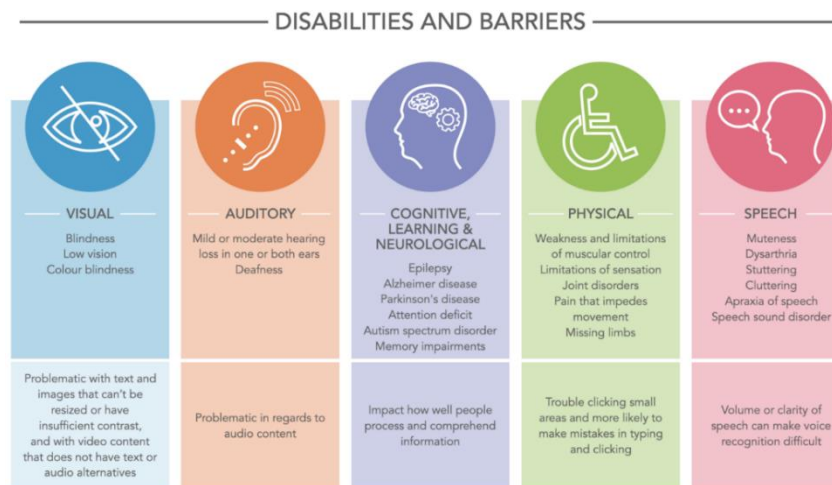 DISABILITIES AND BARRIERS
VISUAL
Blindness
Low vision
Colour blindness
Problematic with text and
images that can't be
resized or have
insufficient contrast,
and with video content
that does not have text or
audio alternatives
AUDITORY
Mild or moderate hearing
loss in one or both ears
Deafness
Problematic in regards to
audio content
COGNITIVE,
LEARNING &
NEUROLOGICAL
Epilepsy
Alzheimer disease
Parkinson's disease
Attention deficit
Autism spectrum disorder
Memory impairments
Impact how well people
process and comprehend
information
PHYSICAL
Weakness and limitations
of muscular control
Limitations of sensation
Joint disorders
Pain that impedes
movement
Missing limbs
Trouble clicking small
areas and more likely to
make mistakes in typing
and clicking
SPEECH
Muteness
Dysarthria
Stuttering
Cluttering
Apraxia of speech
Speech sound disorder
Volume or clarity of
speech can make voice
recognition difficult